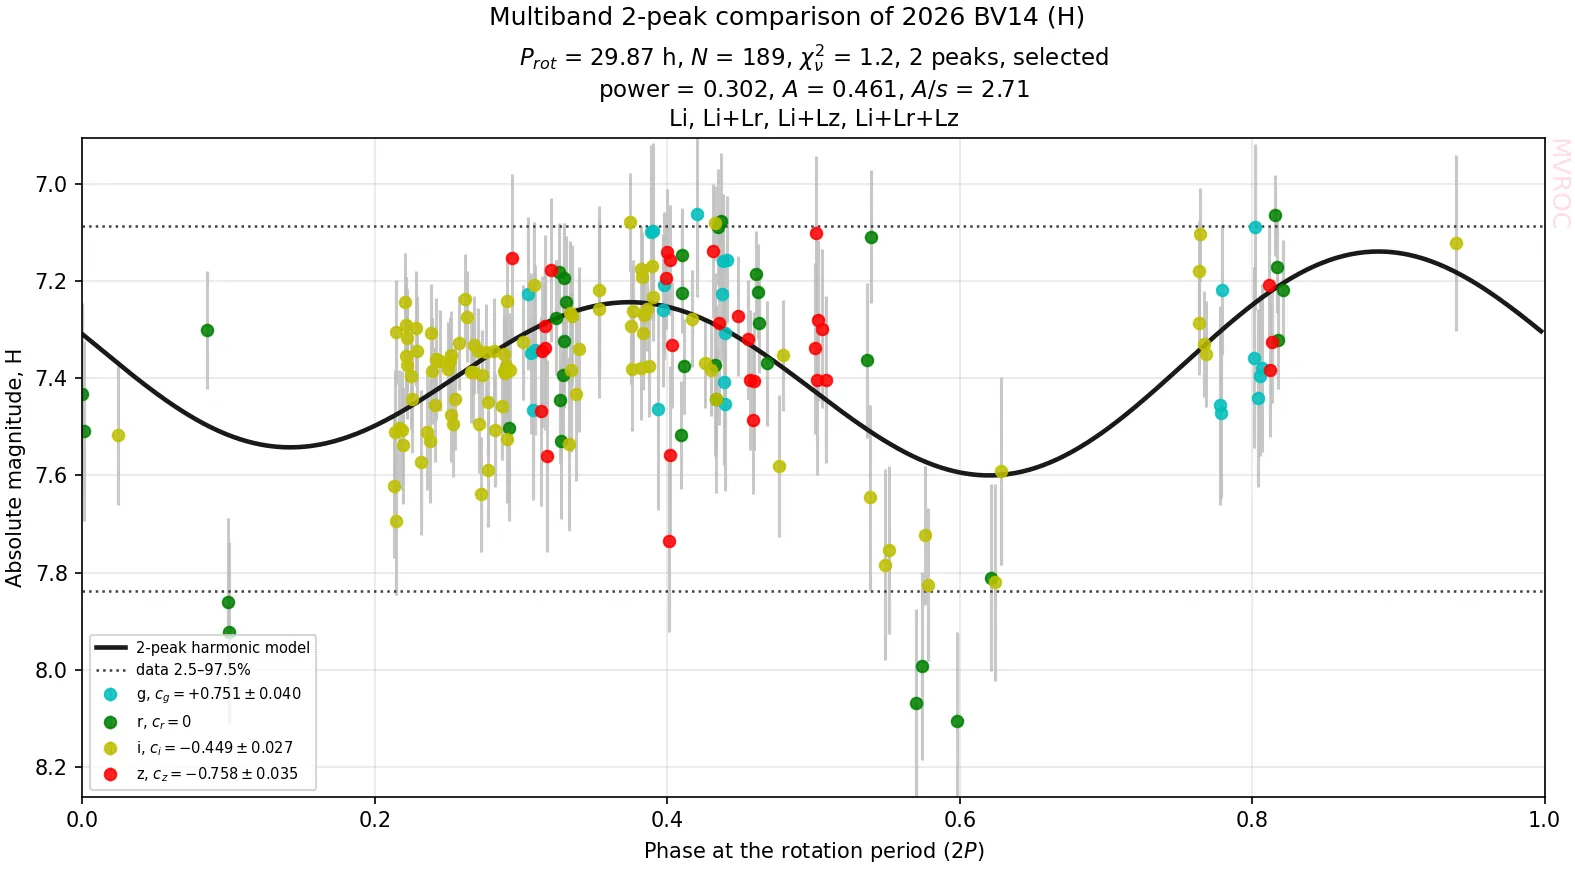 Multiband 2-peak comparison of 2026 BV14 (H)
P_rot = 29.87 h, N = 189, χ²_ν = 1.2, 2 peaks, selected
power = 0.302, A = 0.461, A/s = 2.71
Li, Li+Lr, Li+Lz, Li+Lr+Lz
MVROC
Absolute magnitude, H
7.0
7.2
7.4
7.6
7.8
8.0
8.2
2-peak harmonic model
data 2.5–97.5%
g, c_g = +0.751 ± 0.040
r, c_r = 0
i, c_i = −0.449 ± 0.027
z, c_z = −0.758 ± 0.035
0.0 0.2 0.4 0.6 0.8 1.0
Phase at the rotation period (2P)